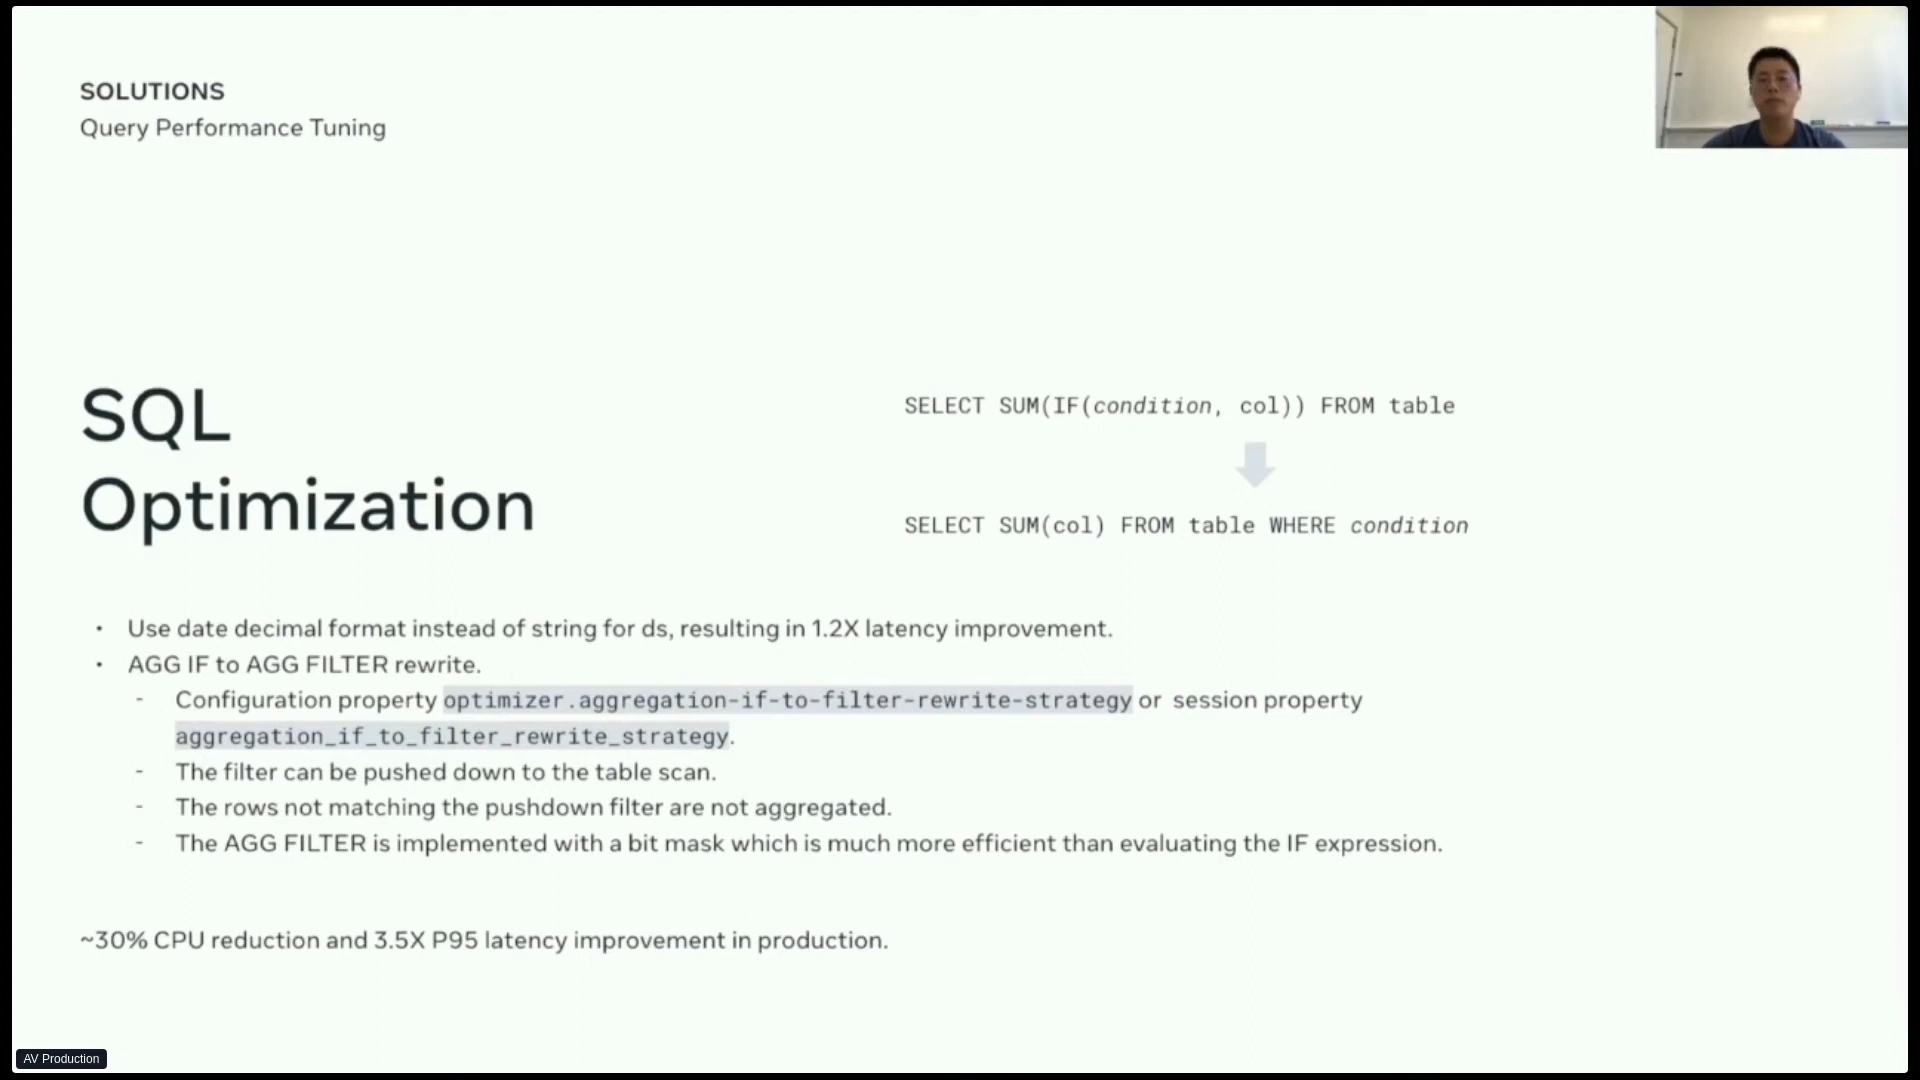 SOLUTIONS
Query Performance Tuning
SQL
Optimization
SELECT SUM(IF(condition, col)) FROM table
SELECT SUM(col) FROM table WHERE condition
• Use date decimal format instead of string for ds, resulting in 1.2X latency improvement.
• AGG IF to AGG FILTER rewrite.
- Configuration property optimizer.aggregation-if-to-filter-rewrite-strategy or session property
aggregation_if_to_filter_rewrite_strategy.
- The filter can be pushed down to the table scan.
- The rows not matching the pushdown filter are not aggregated.
- The AGG FILTER is implemented with a bit mask which is much more efficient than evaluating the IF expression.
~30% CPU reduction and 3.5X P95 latency improvement in production.
AV Production